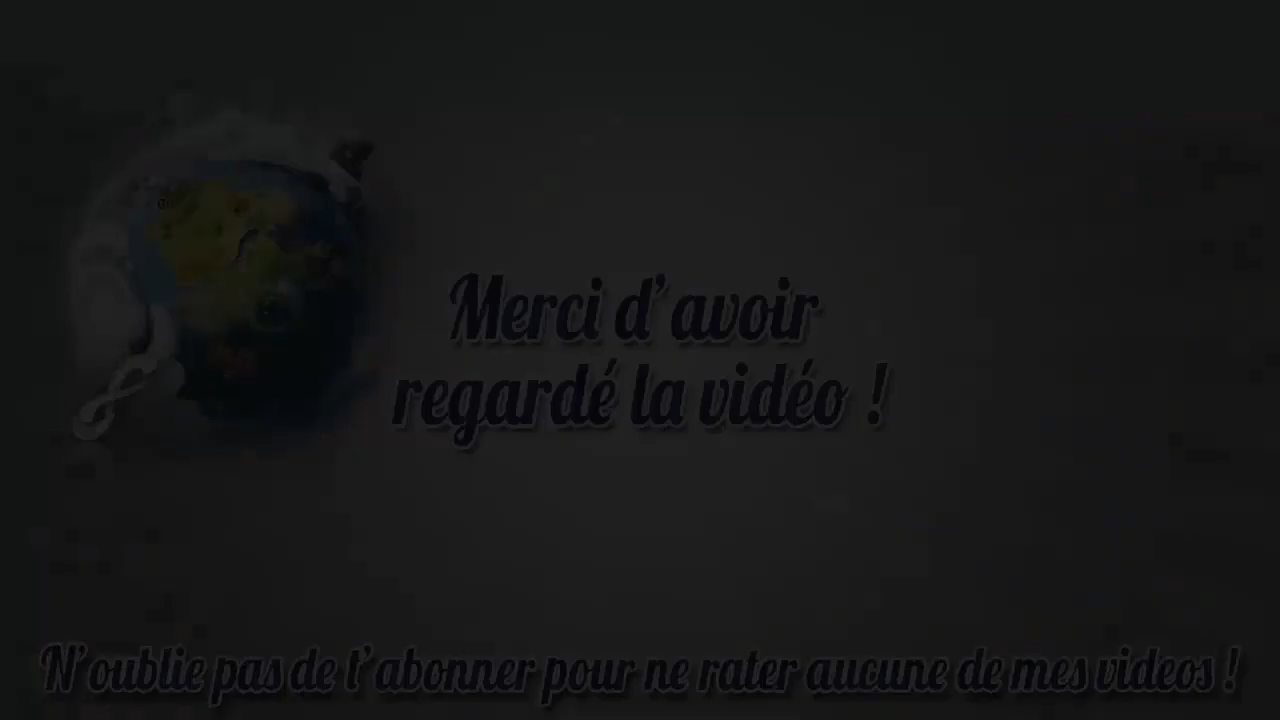 Merci d'avoir
regardé la vidéo !
N'oublie pas de t'abonner pour ne rater aucune de mes videos !